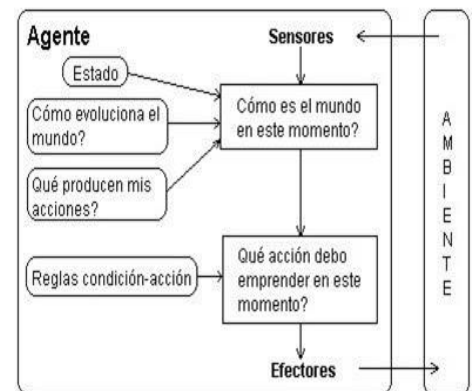 Agente
Sensores
Estado
Cómo evoluciona el
mundo?
Cómo es el mundo
en este momento?
Qué producen mis
acciones?
Reglas condición-acción
Qué acción debo
emprender en este
momento?
Efectores
A
M
B
I
E
N
T
E